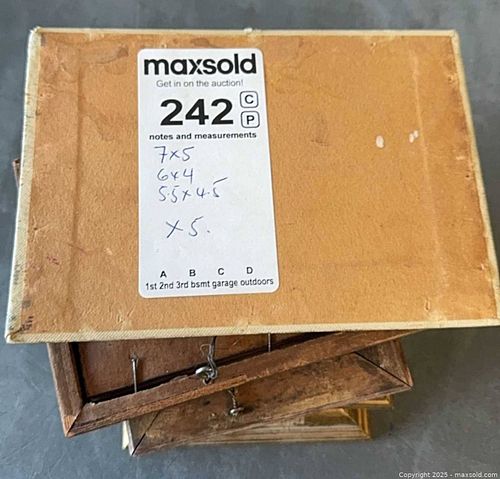 maxsold
Get in on the auction!
242 C
P
notes and measurements
7x5
6x4
5.5x4.5
x5.
A B C D
1st 2nd 3rd bsmt garage outdoors
Copyright 2025 - maxsold.com